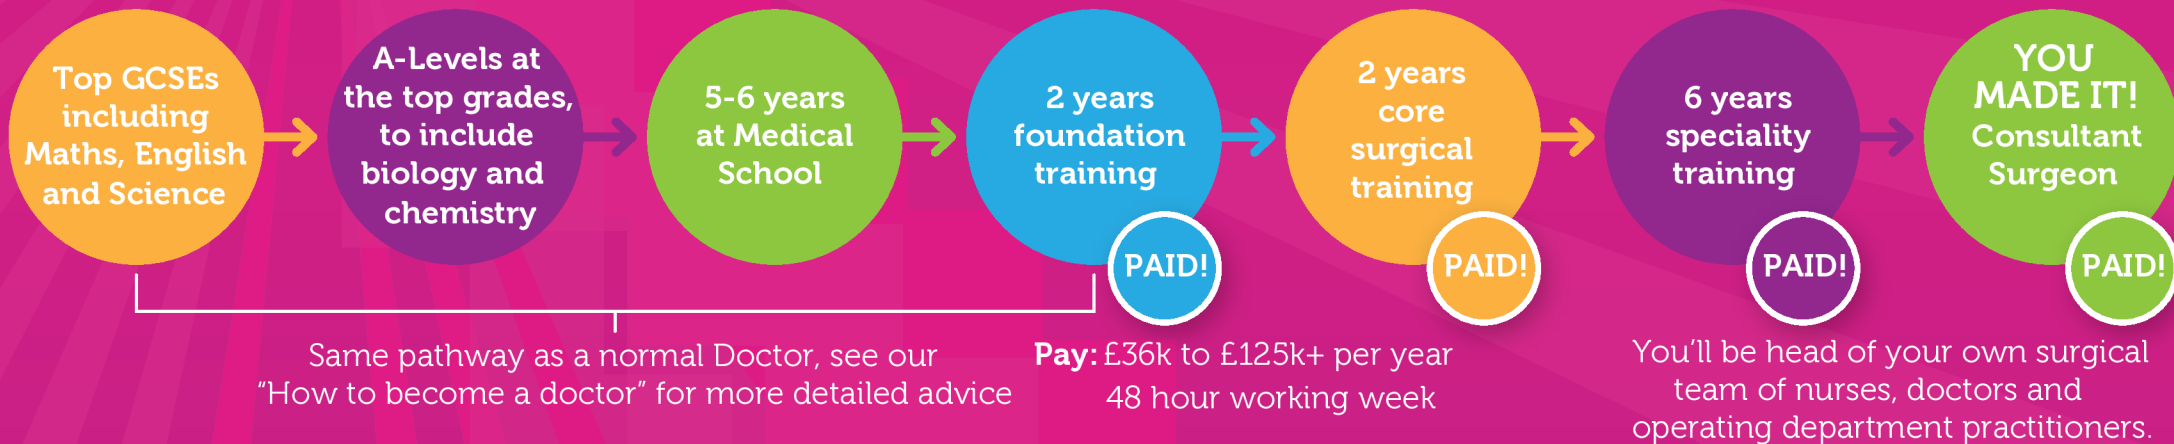 Top GCSEs
including
Maths, English
and Science
A-Levels at
the top grades,
to include
biology and
chemistry
5-6 years
at Medical
School
2 years
foundation
training
PAID!
2 years
core
surgical
training
PAID!
6 years
speciality
training
PAID!
YOU
MADE IT!
Consultant
Surgeon
PAID!
Same pathway as a normal Doctor, see our
"How to become a doctor" for more detailed advice
Pay: £36k to £125k+ per year
48 hour working week
You'll be head of your own surgical
team of nurses, doctors and
operating department practitioners.